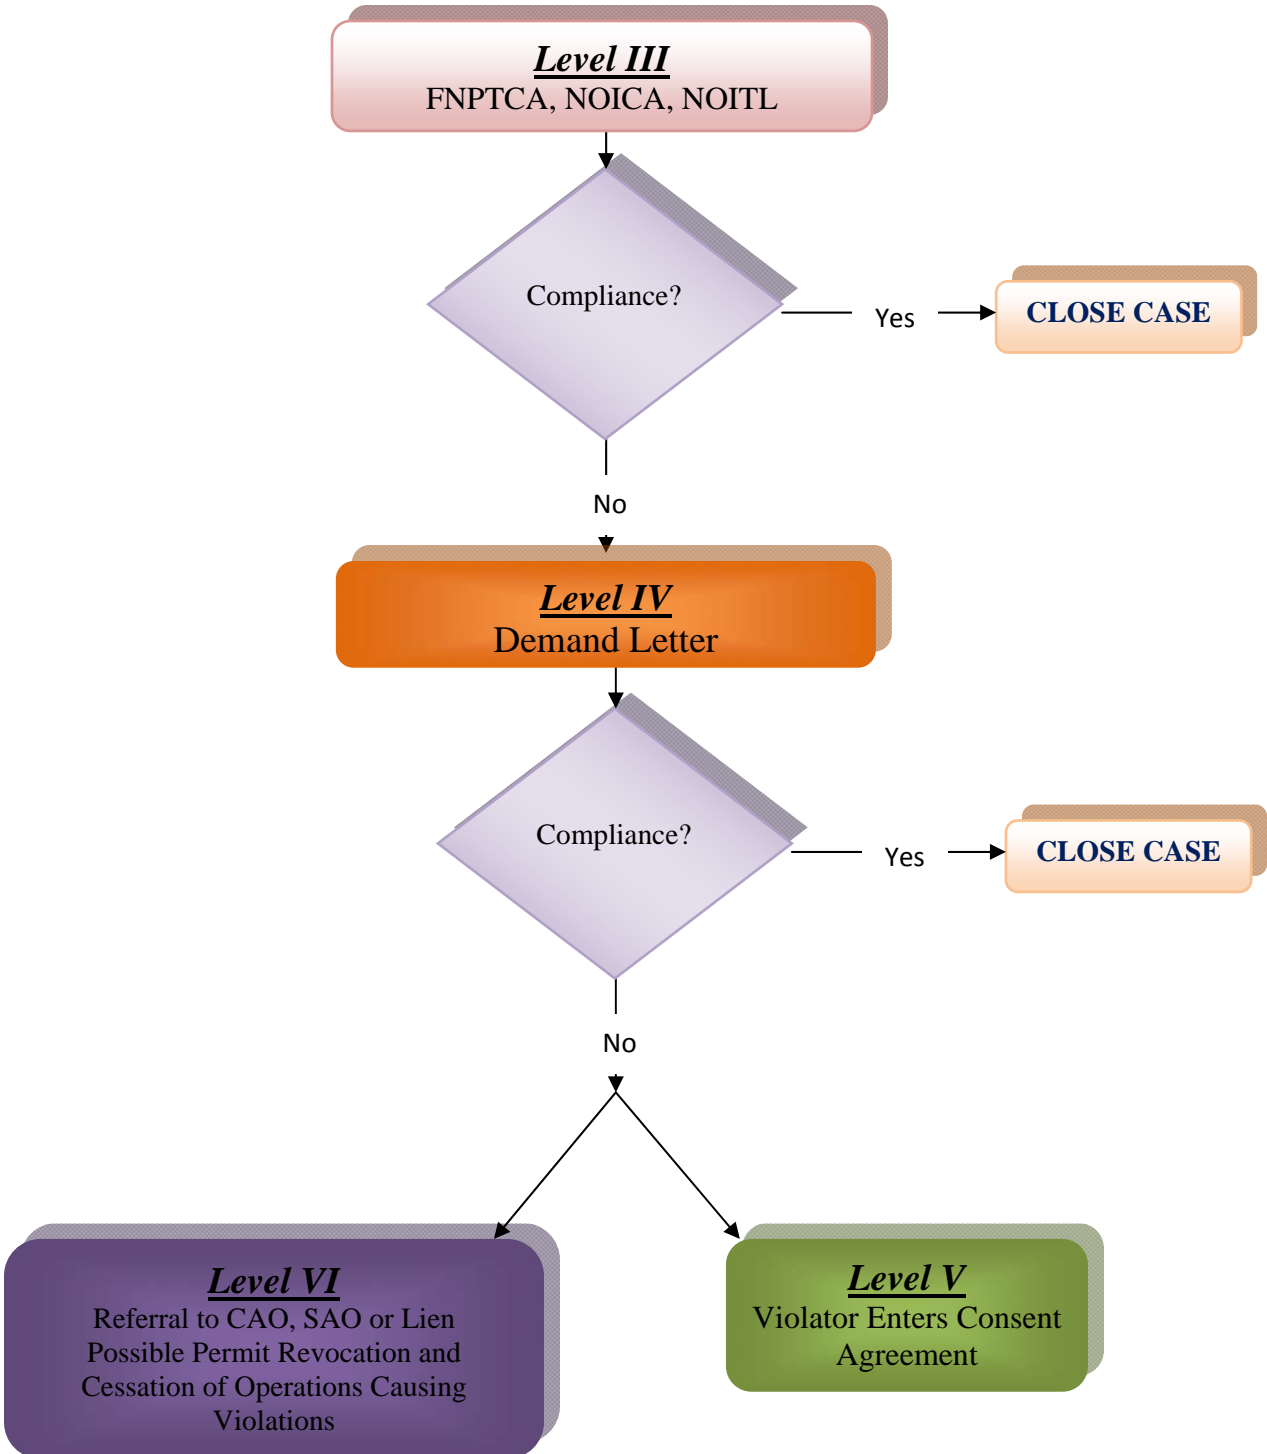 Level III
FNPTCA, NOICA, NOITL
Compliance?
Yes
CLOSE CASE
No
Level IV
Demand Letter
Compliance?
Yes
CLOSE CASE
No
Level VI
Referral to CAO, SAO or Lien
Possible Permit Revocation and
Cessation of Operations Causing
Violations
Level V
Violator Enters Consent
Agreement